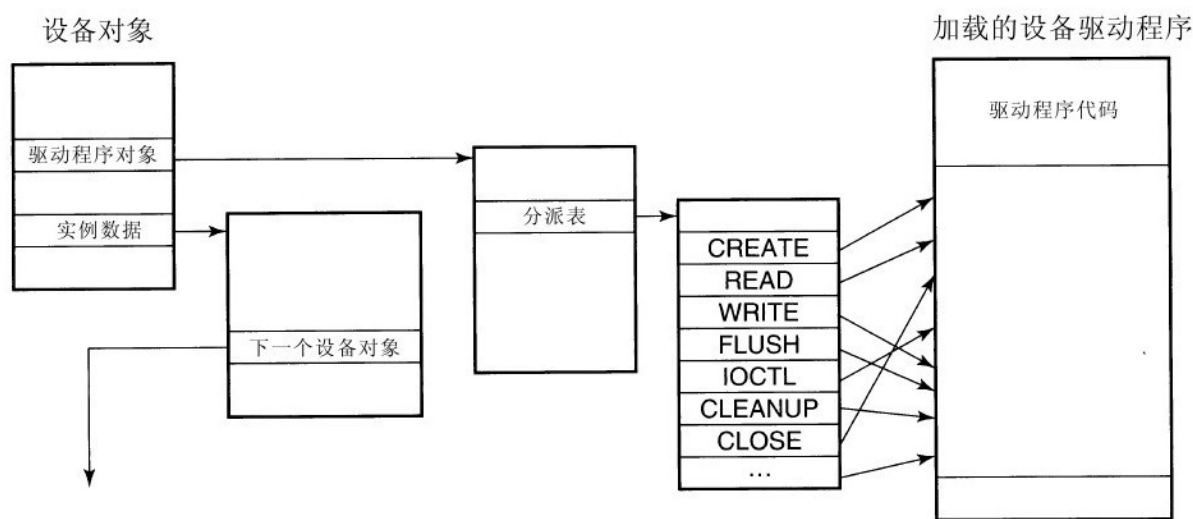 设备对象
加载的设备驱动程序
驱动程序代码
驱动程序对象
实例数据
分派表
下一个设备对象
CREATE
READ
WRITE
FLUSH
IOCTL
CLEANUP
CLOSE
...